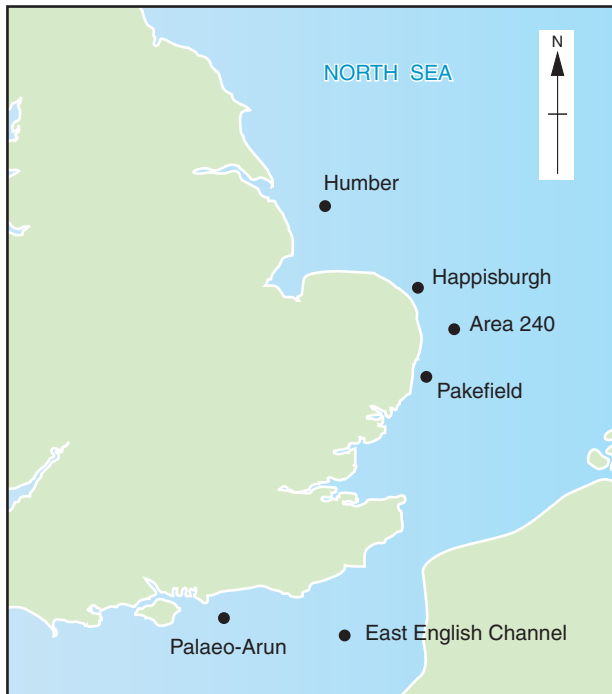 N
NORTH SEA
Humber
Happisburgh
Area 240
Pakefield
East English Channel
Palaeo-Arun